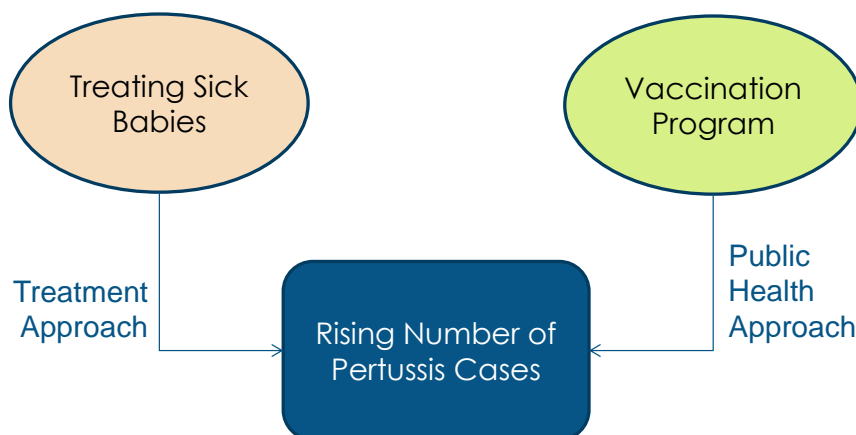 Treating Sick
Babies
Vaccination
Program
Treatment
Approach
Public
Health
Approach
Rising Number of
Pertussis Cases